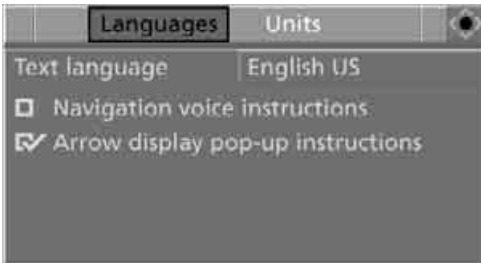 Languages Units
Text language English US
Navigation voice instructions
Arrow display pop-up instructions